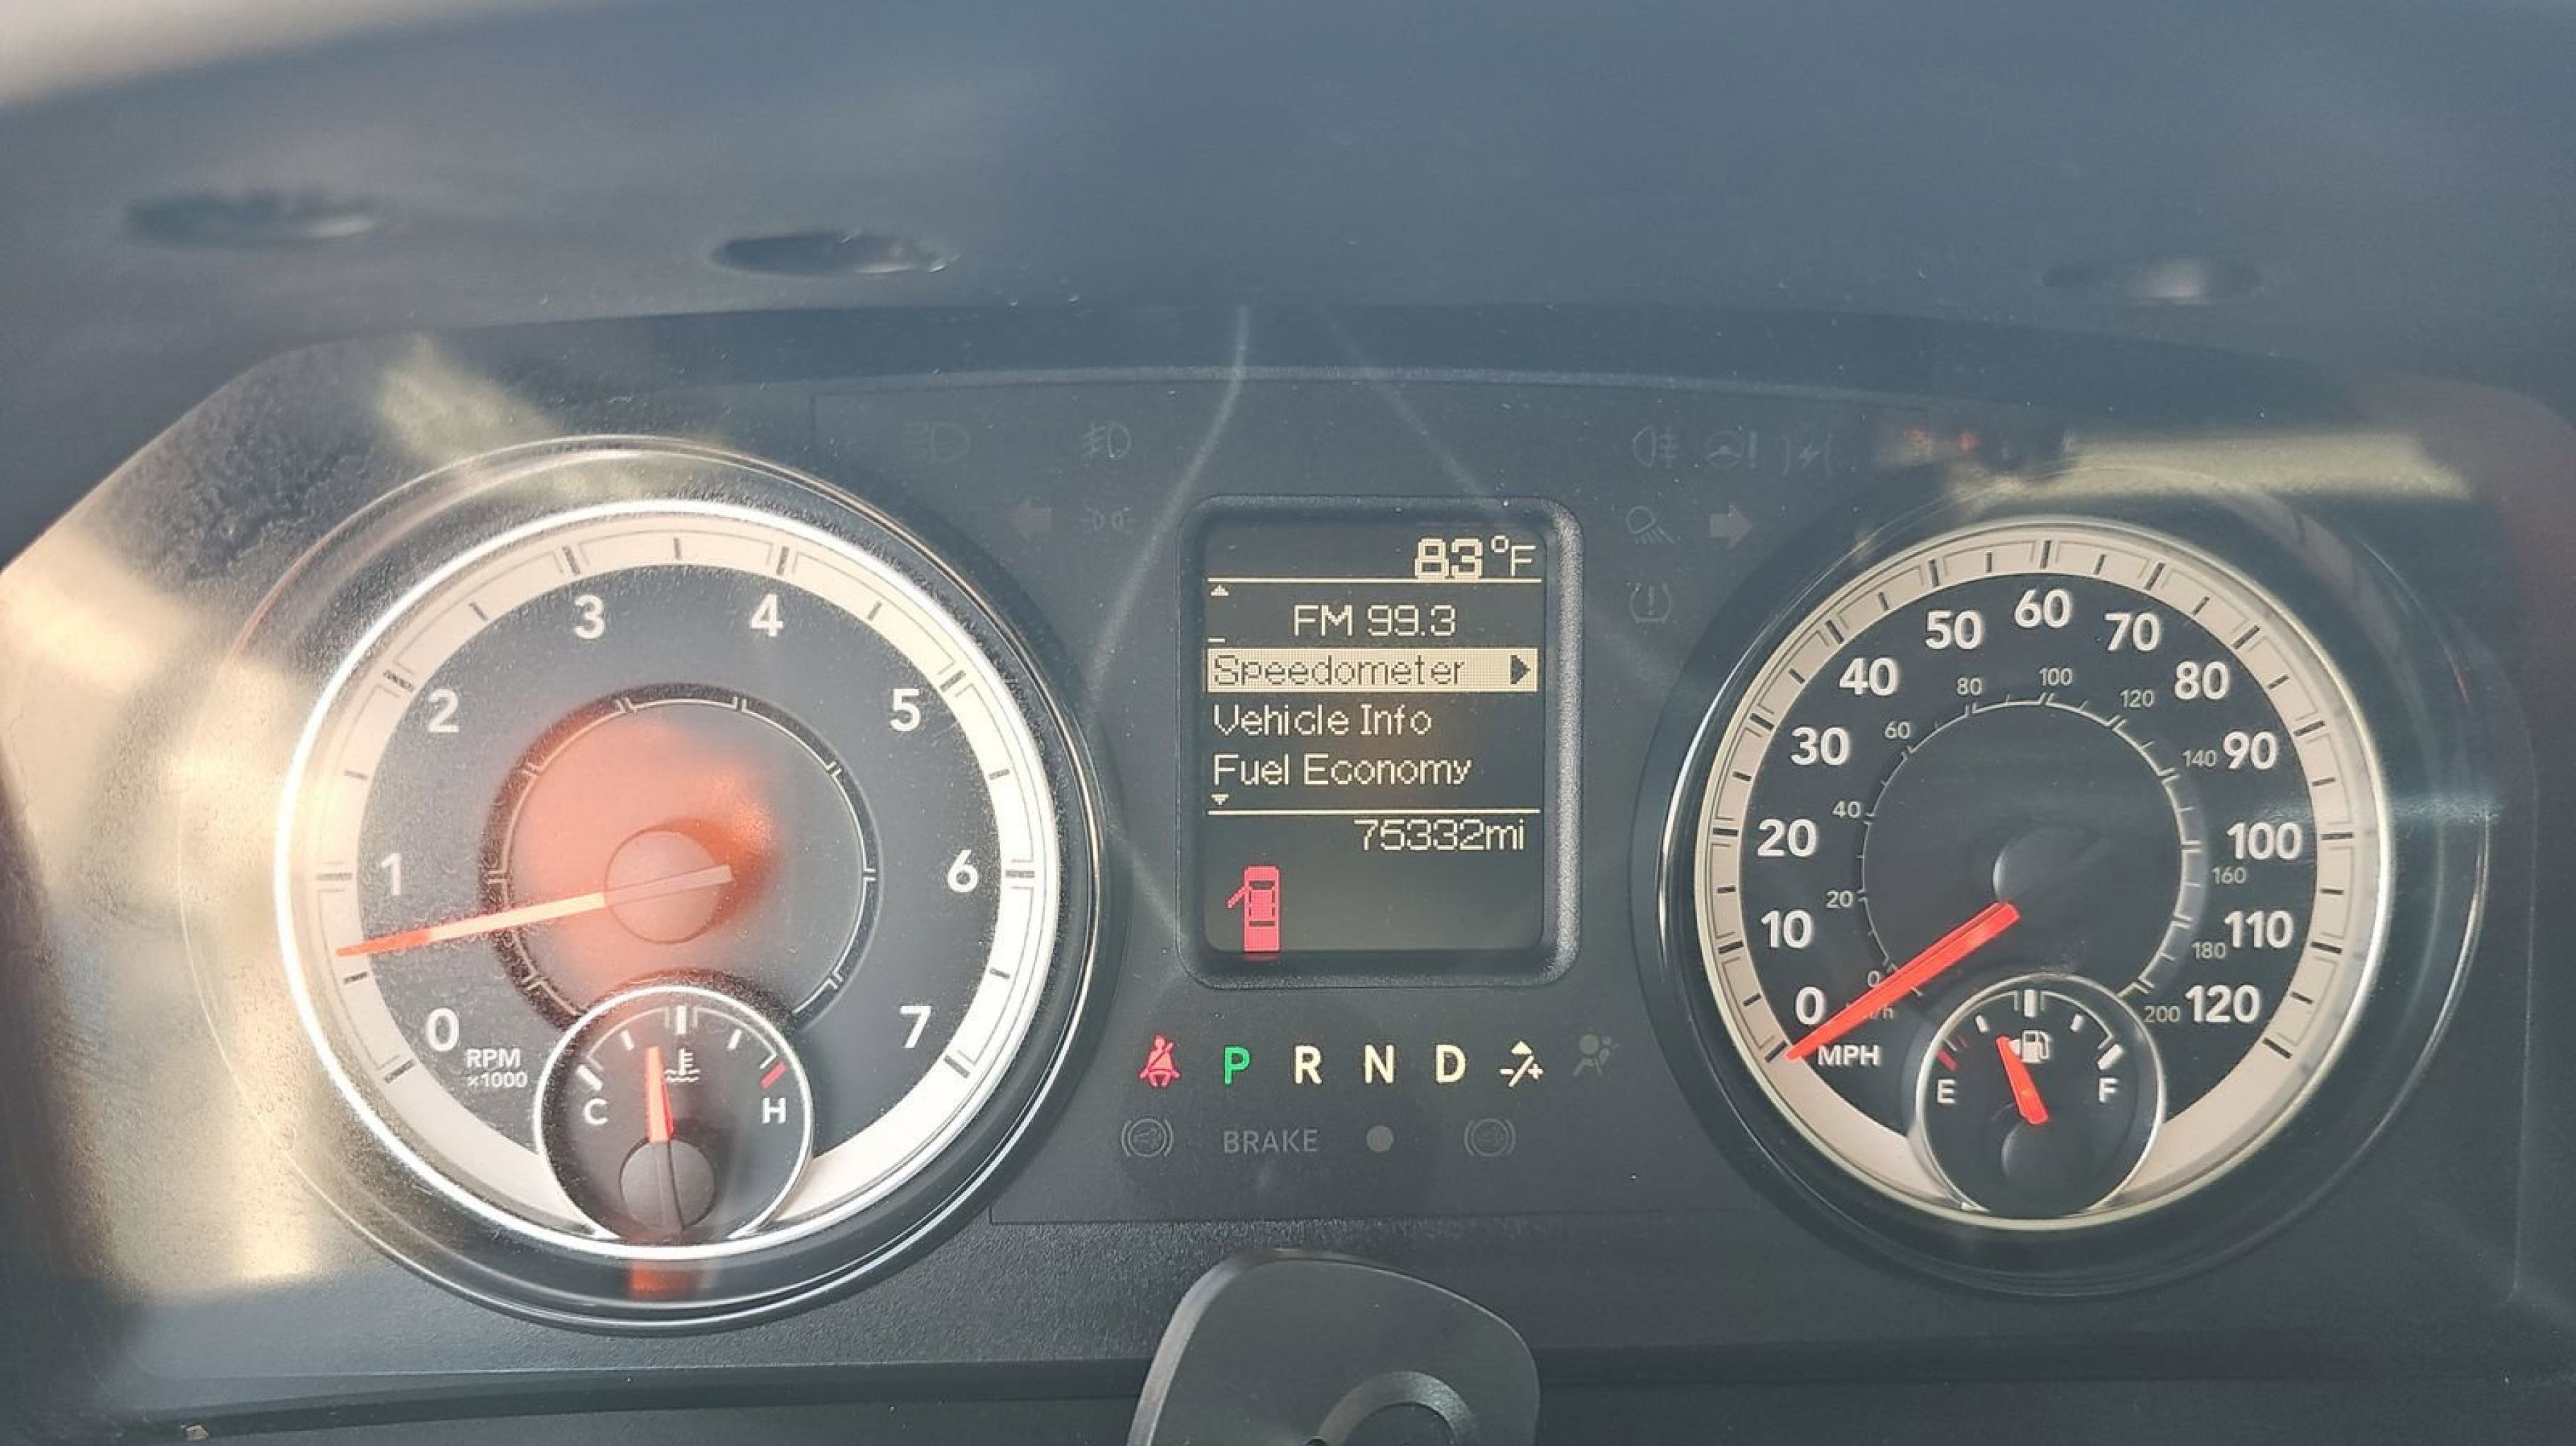 0
1
2
3
4
5
6
7
RPM
×1000
C
H
83°F
FM 99.3
Speedometer
Vehicle Info
Fuel Economy
75332mi
P R N D
BRAKE
0
10
20
30
40
50
60
70
80
90
100
110
120
MPH
0
20
40
60
80
100
120
140
160
180
200
E
F